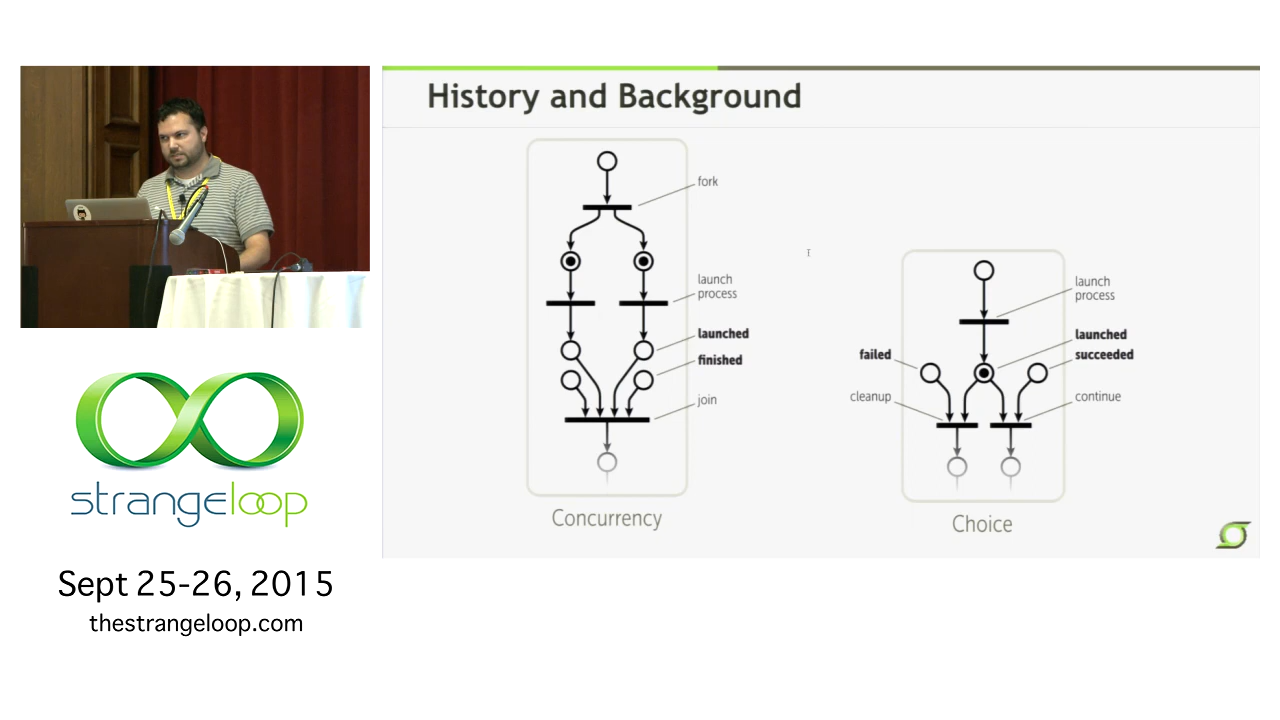 History and Background
fork
launch
process
launched
finished
join
Concurrency
launch
process
launched
failed
succeeded
cleanup
continue
Choice
strangeloop
Sept 25-26, 2015
thestrangeloop.com